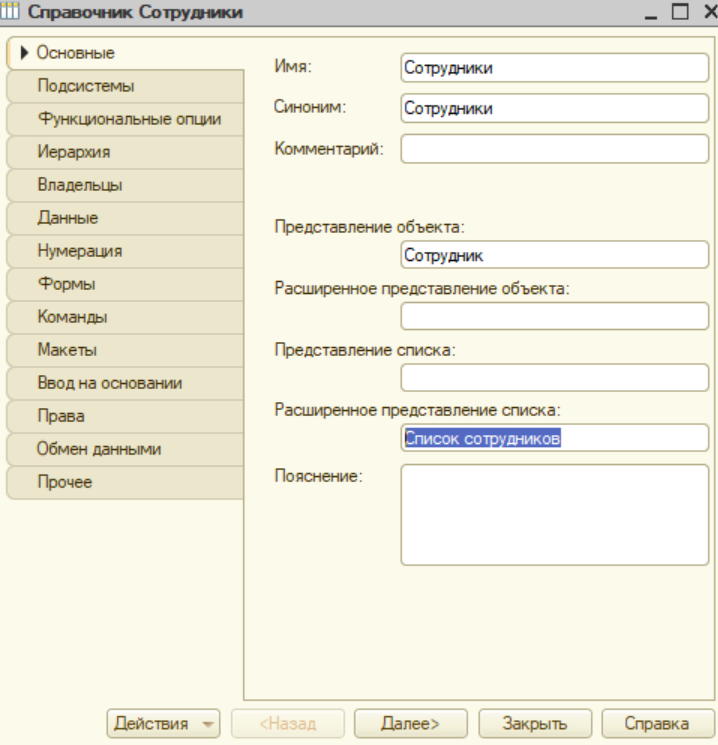 Справочник Сотрудники
Основные
Подсистемы
Функциональные опции
Иерархия
Владельцы
Данные
Нумерация
Формы
Команды
Макеты
Ввод на основании
Права
Обмен данными
Прочее
Имя: Сотрудники
Синоним: Сотрудники
Комментарий:
Представление объекта:
Сотрудник
Расширенное представление объекта:
Представление списка:
Расширенное представление списка:
Список сотрудников
Пояснение:
Действия <Назад Далее> Закрыть Справка